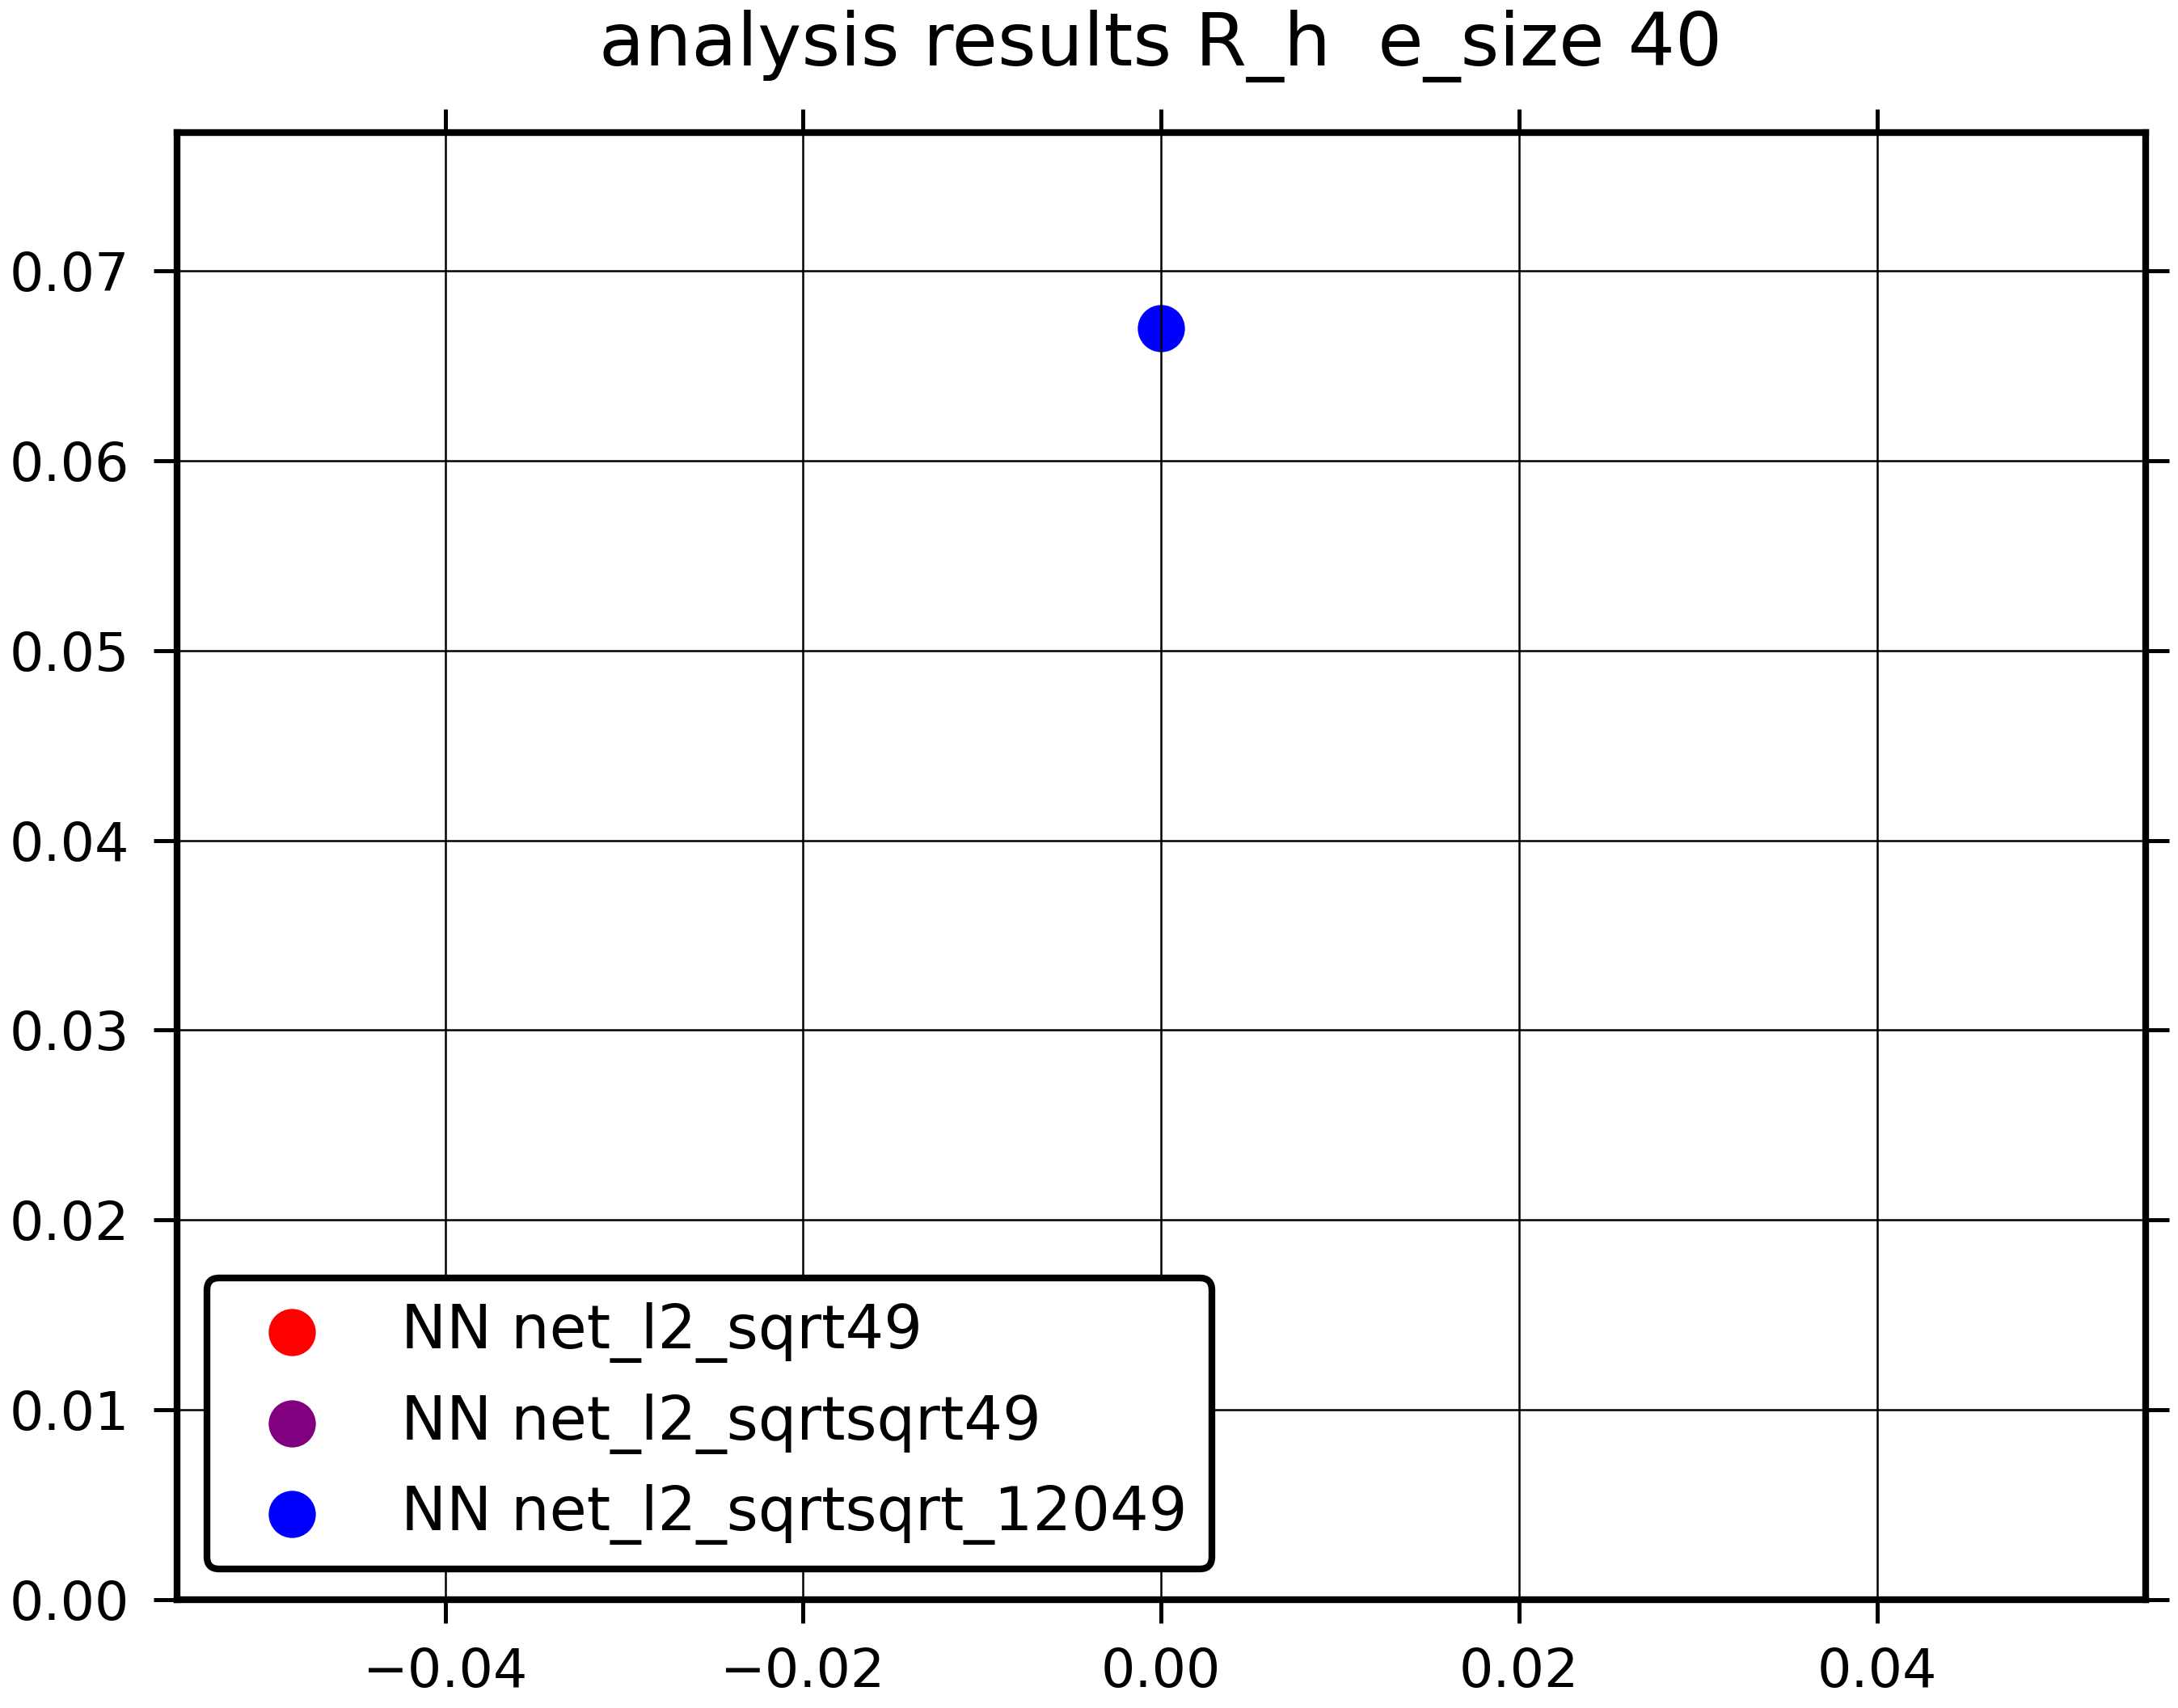 analysis results R_h  e_size 40
0.07
0.06
0.05
0.04
0.03
0.02
0.01
0.00
NN net_l2_sqrt49
NN net_l2_sqrtsqrt49
NN net_l2_sqrtsqrt_12049
−0.04 −0.02 0.00 0.02 0.04